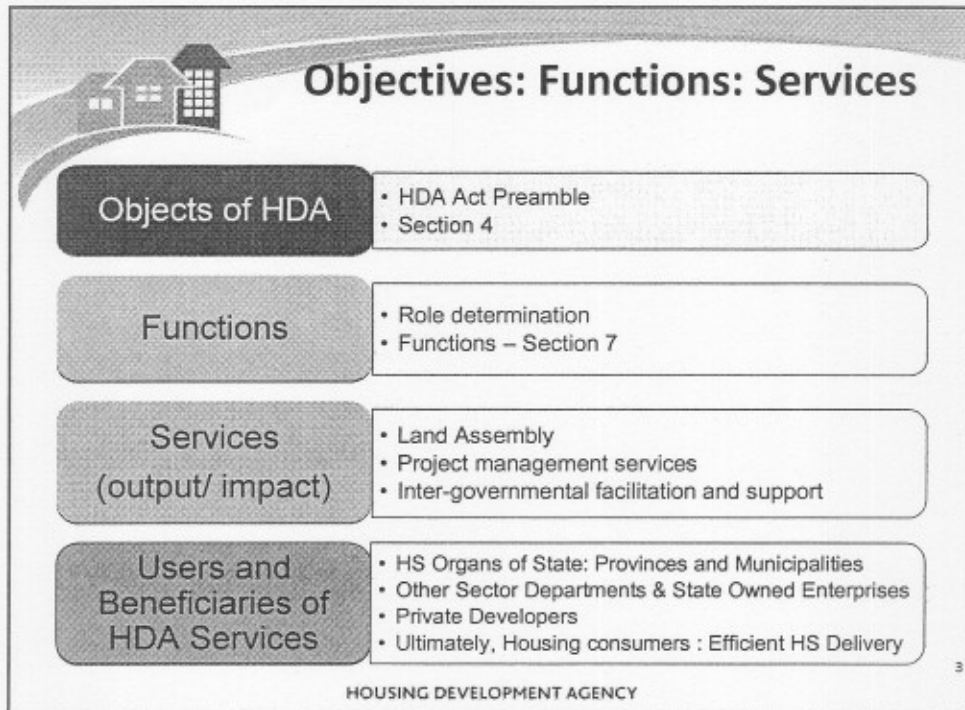 Objectives: Functions: Services
Objects of HDA
• HDA Act Preamble
• Section 4
Functions
• Role determination
• Functions – Section 7
Services
(output/ impact)
• Land Assembly
• Project management services
• Inter-governmental facilitation and support
Users and
Beneficiaries of
HDA Services
• HS Organs of State: Provinces and Municipalities
• Other Sector Departments & State Owned Enterprises
• Private Developers
• Ultimately, Housing consumers : Efficient HS Delivery
3
HOUSING DEVELOPMENT AGENCY